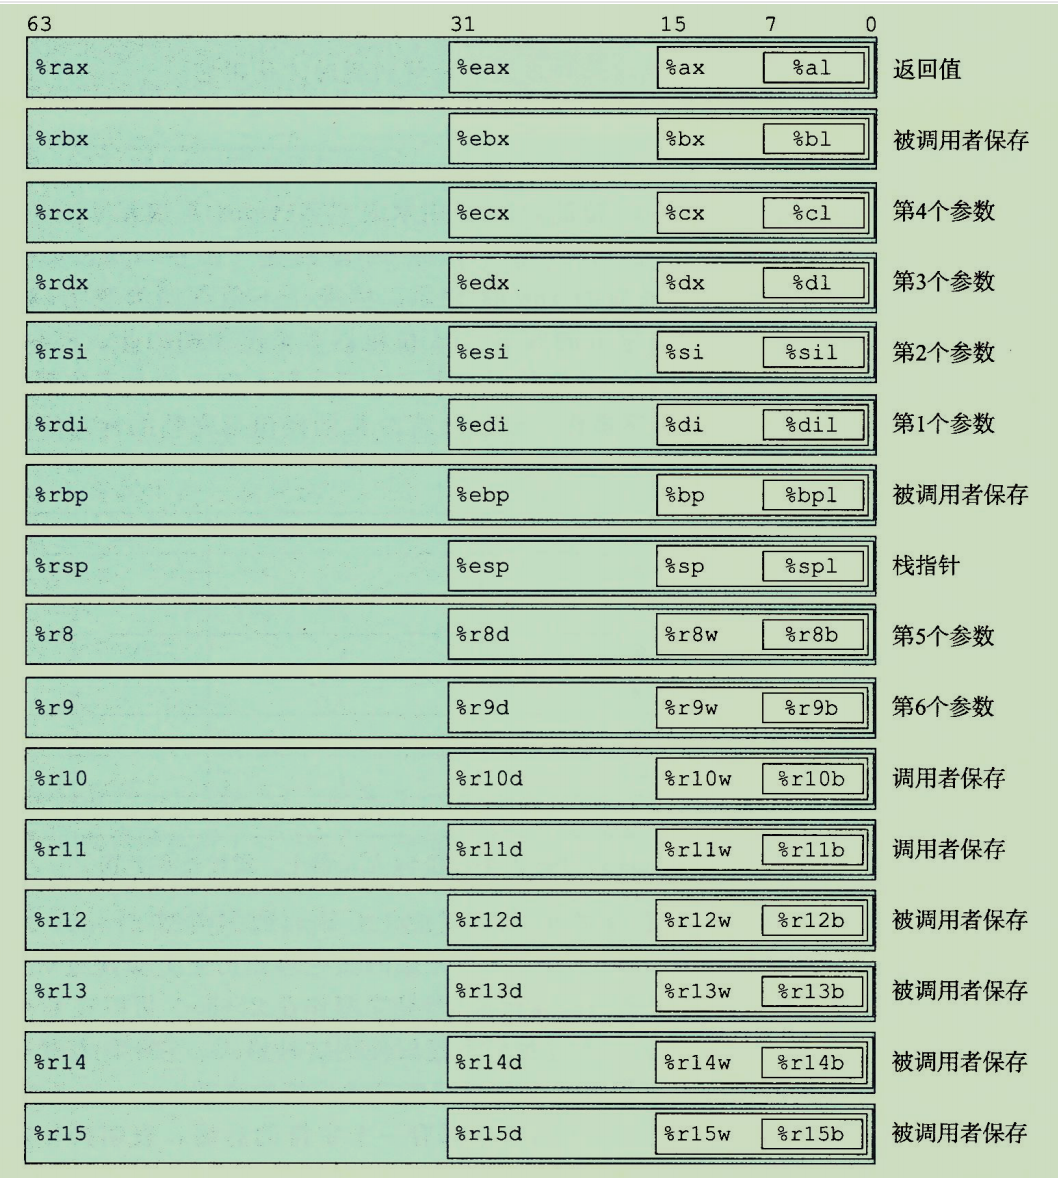 63 31 15 7 0
%rax %eax %ax %al 返回值
%rbx %ebx %bx %bl 被调用者保存
%rcx %ecx %cx %cl 第4个参数
%rdx %edx %dx %dl 第3个参数
%rsi %esi %si %sil 第2个参数
%rdi %edi %di %dil 第1个参数
%rbp %ebp %bp %bpl 被调用者保存
%rsp %esp %sp %spl 栈指针
%r8 %r8d %r8w %r8b 第5个参数
%r9 %r9d %r9w %r9b 第6个参数
%r10 %r10d %r10w %r10b 调用者保存
%r11 %r11d %r11w %r11b 调用者保存
%r12 %r12d %r12w %r12b 被调用者保存
%r13 %r13d %r13w %r13b 被调用者保存
%r14 %r14d %r14w %r14b 被调用者保存
%r15 %r15d %r15w %r15b 被调用者保存